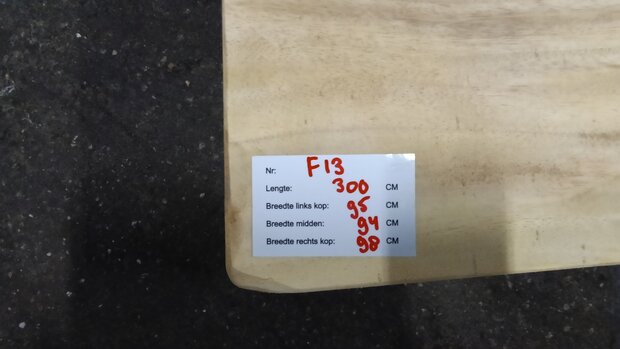 Nr: F13
Lengte: 300 CM
Breedte links kop: 95 CM
Breedte midden: 94 CM
Breedte rechts kop: 98 CM